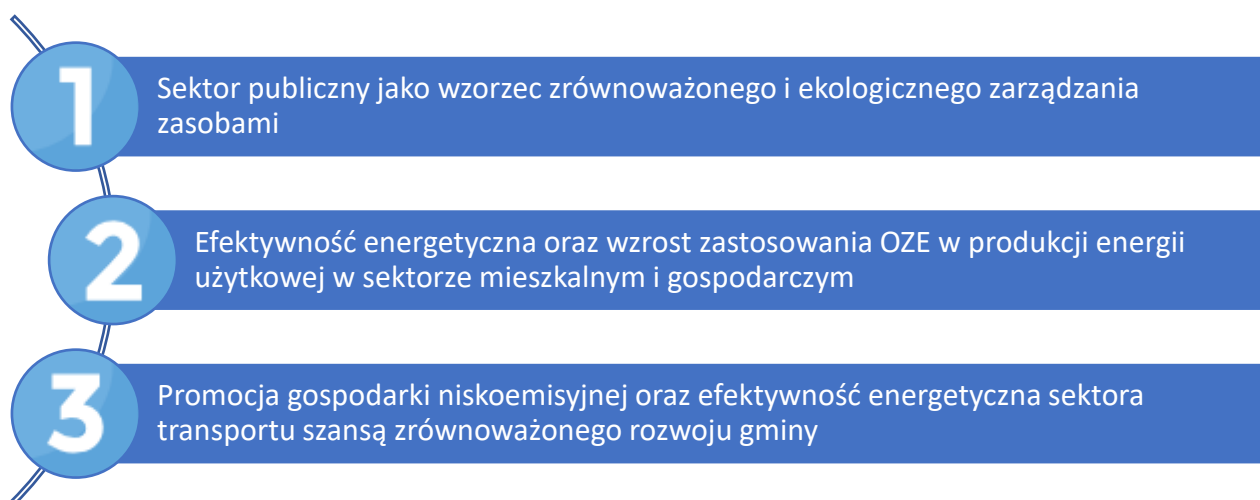 1
Sektor publiczny jako wzorzec zrównoważonego i ekologicznego zarządzania
zasobami
2
Efektywność energetyczna oraz wzrost zastosowania OZE w produkcji energii
użytkowej w sektorze mieszkalnym i gospodarczym
3
Promocja gospodarki niskoemisyjnej oraz efektywność energetyczna sektora
transportu szansą zrównoważonego rozwoju gminy